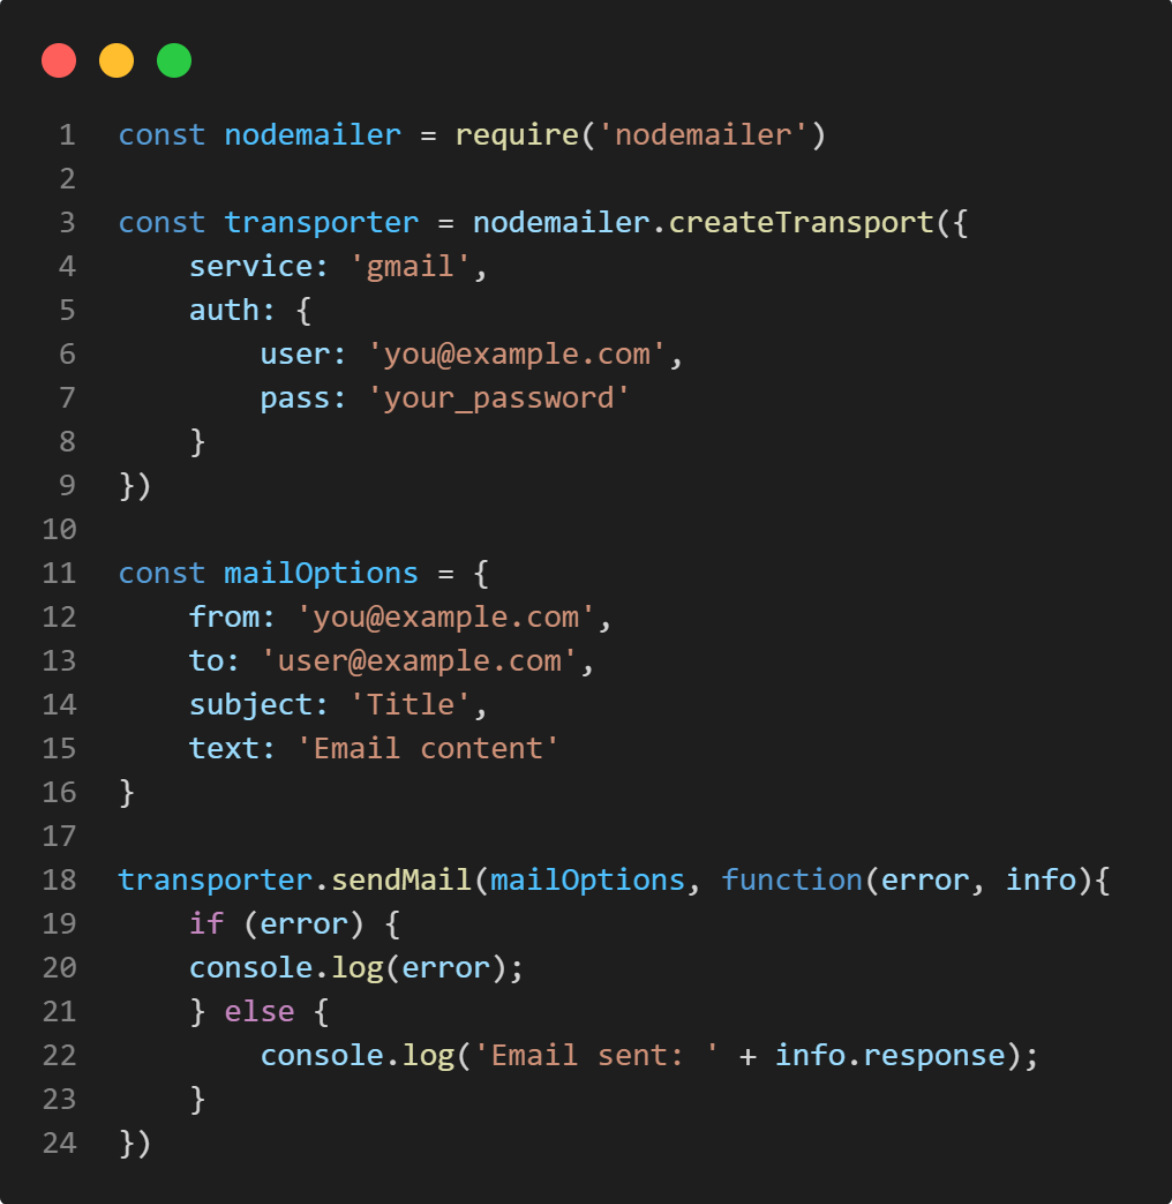 1 const nodemailer = require('nodemailer')
2
3 const transporter = nodemailer.createTransport({
4     service: 'gmail',
5     auth: {
6         user: 'you@example.com',
7         pass: 'your_password'
8     }
9 })
10
11 const mailOptions = {
12     from: 'you@example.com',
13     to: 'user@example.com',
14     subject: 'Title',
15     text: 'Email content'
16 }
17
18 transporter.sendMail(mailOptions, function(error, info){
19     if (error) {
20     console.log(error);
21     } else {
22         console.log('Email sent: ' + info.response);
23     }
24 })